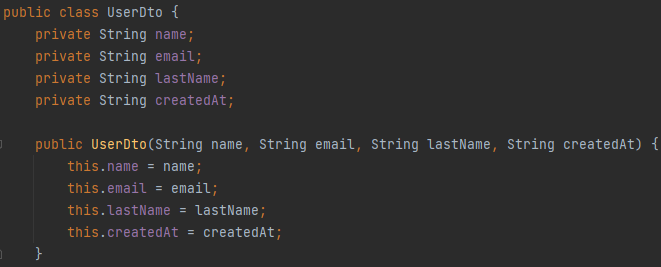 public class UserDto {
    private String name;
    private String email;
    private String lastName;
    private String createdAt;

    public UserDto(String name, String email, String lastName, String createdAt) {
        this.name = name;
        this.email = email;
        this.lastName = lastName;
        this.createdAt = createdAt;
    }